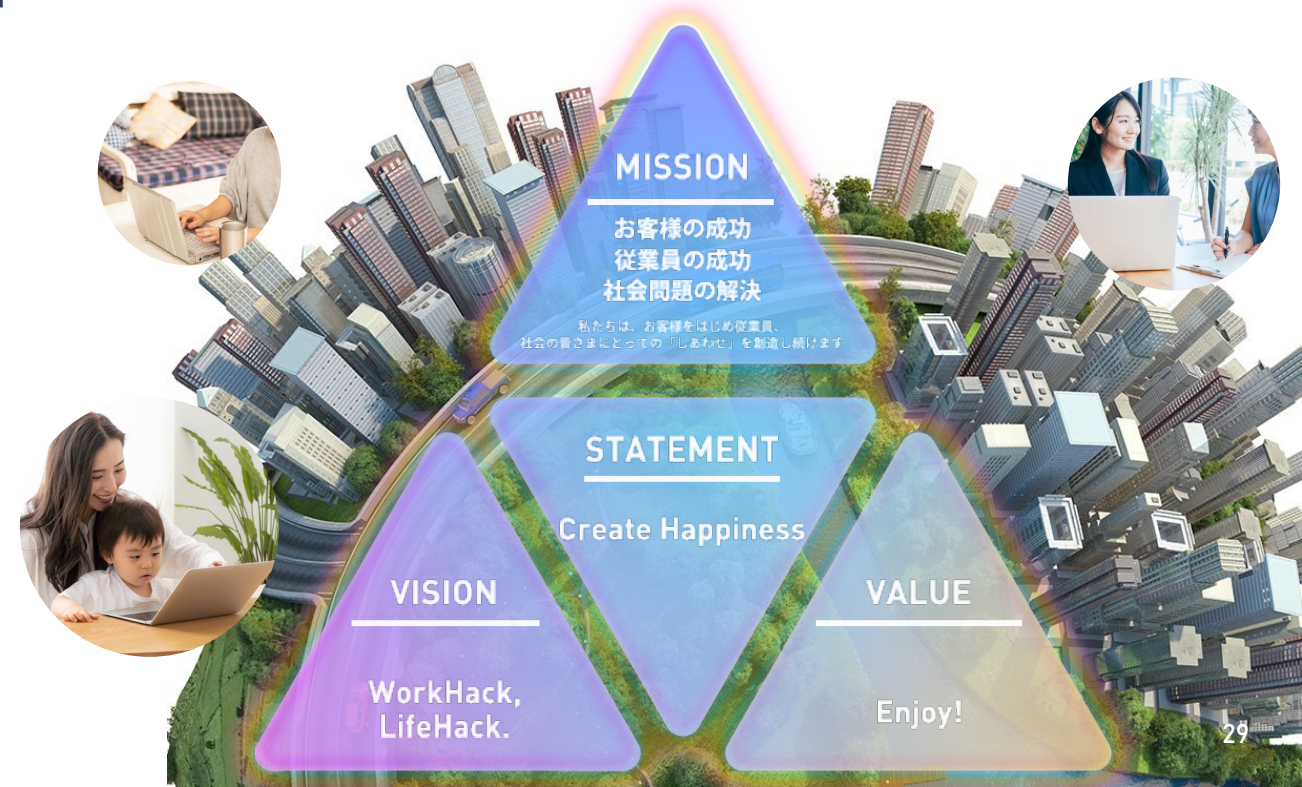 MISSION
お客様の成功
従業員の成功
社会問題の解決
私たちは、お客様をはじめ従業員、
社会の皆さまにとっての「しあわせ」を創造し続けます
STATEMENT
Create Happiness
VISION
WorkHack,
LifeHack.
VALUE
Enjoy!
29